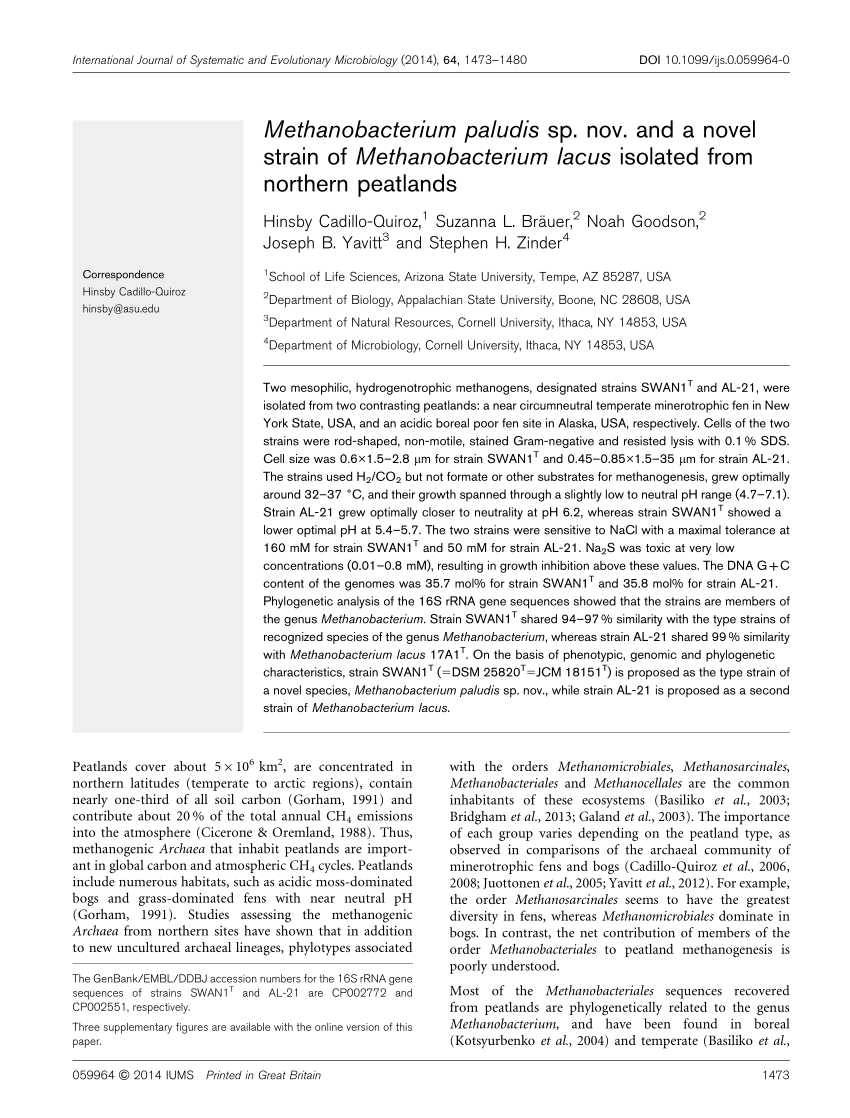 International Journal of Systematic and Evolutionary Microbiology (2014), 64, 1473–1480
DOI 10.1099/ijs.0.059964-0
Methanobacterium paludis sp. nov. and a novel
strain of Methanobacterium lacus isolated from
northern peatlands
Hinsby Cadillo-Quiroz,1 Suzanna L. Bräuer,2 Noah Goodson,2
Joseph B. Yavitt3 and Stephen H. Zinder4
Correspondence
Hinsby Cadillo-Quiroz
hinsby@asu.edu
1School of Life Sciences, Arizona State University, Tempe, AZ 85287, USA
2Department of Biology, Appalachian State University, Boone, NC 28608, USA
3Department of Natural Resources, Cornell University, Ithaca, NY 14853, USA
4Department of Microbiology, Cornell University, Ithaca, NY 14853, USA
Two mesophilic, hydrogenotrophic methanogens, designated strains SWAN1T and AL-21, were
isolated from two contrasting peatlands: a near circumneutral temperate minerotrophic fen in New
York State, USA, and an acidic boreal poor fen site in Alaska, USA, respectively. Cells of the two
strains were rod-shaped, non-motile, stained Gram-negative and resisted lysis with 0.1 % SDS.
Cell size was 0.6×1.5–2.8 μm for strain SWAN1T and 0.45–0.85×1.5–35 μm for strain AL-21.
The strains used H2/CO2 but not formate or other substrates for methanogenesis, grew optimally
around 32–37 °C, and their growth spanned through a slightly low to neutral pH range (4.7–7.1).
Strain AL-21 grew optimally closer to neutrality at pH 6.2, whereas strain SWAN1T showed a
lower optimal pH at 5.4–5.7. The two strains were sensitive to NaCl with a maximal tolerance at
160 mM for strain SWAN1T and 50 mM for strain AL-21. Na2S was toxic at very low
concentrations (0.01–0.8 mM), resulting in growth inhibition above these values. The DNA G+C
content of the genomes was 35.7 mol% for strain SWAN1T and 35.8 mol% for strain AL-21.
Phylogenetic analysis of the 16S rRNA gene sequences showed that the strains are members of
the genus Methanobacterium. Strain SWAN1T shared 94–97 % similarity with the type strains of
recognized species of the genus Methanobacterium, whereas strain AL-21 shared 99 % similarity
with Methanobacterium lacus 17A1T. On the basis of phenotypic, genomic and phylogenetic
characteristics, strain SWAN1T (=DSM 25820T=JCM 18151T) is proposed as the type strain of
a novel species, Methanobacterium paludis sp. nov., while strain AL-21 is proposed as a second
strain of Methanobacterium lacus.
Peatlands cover about 5×10⁶ km², are concentrated in
northern latitudes (temperate to arctic regions), contain
nearly one-third of all soil carbon (Gorham, 1991) and
contribute about 20 % of the total annual CH4 emissions
into the atmosphere (Cicerone & Oremland, 1988). Thus,
methanogenic Archaea that inhabit peatlands are import-
ant in global carbon and atmospheric CH4 cycles. Peatlands
include numerous habitats, such as acidic moss-dominated
bogs and grass-dominated fens with near neutral pH
(Gorham, 1991). Studies assessing the methanogenic
Archaea from northern sites have shown that in addition
to new uncultured archaeal lineages, phylotypes associated
The GenBank/EMBL/DDBJ accession numbers for the 16S rRNA gene
sequences of strains SWAN1T and AL-21 are CP002772 and
CP002551, respectively.
Three supplementary figures are available with the online version of this
paper.
with the orders Methanomicrobiales, Methanosarcinales,
Methanobacteriales and Methanocellales are the common
inhabitants of these ecosystems (Basiliko et al., 2003;
Bridgham et al., 2013; Galand et al., 2003). The importance
of each group varies depending on the peatland type, as
observed in comparisons of the archaeal community of
minerotrophic fens and bogs (Cadillo-Quiroz et al., 2006,
2008; Juottonen et al., 2005; Yavitt et al., 2012). For example,
the order Methanosarcinales seems to have the greatest
diversity in fens, whereas Methanomicrobiales dominate in
bogs. In contrast, the net contribution of members of the
order Methanobacteriales to peatland methanogenesis is
poorly understood.
Most of the Methanobacteriales sequences recovered
from peatlands are phylogenetically related to the genus
Methanobacterium, and have been found in boreal
(Kotsyurbenko et al., 2004) and temperate (Basiliko et al.,
059964 © 2014 IUMS Printed in Great Britain
1473